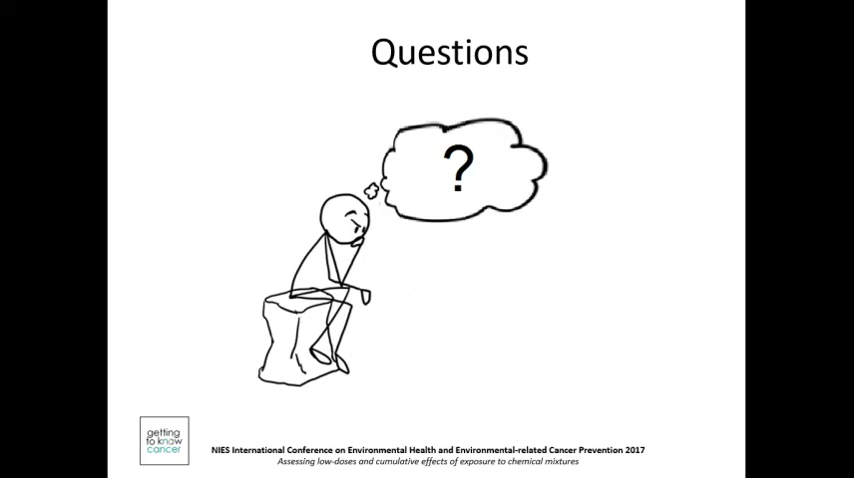 Questions
?
getting
to know
cancer
NIES International Conference on Environmental Health and Environmental-related Cancer Prevention 2017
Assessing low-doses and cumulative effects of exposure to chemical mixtures